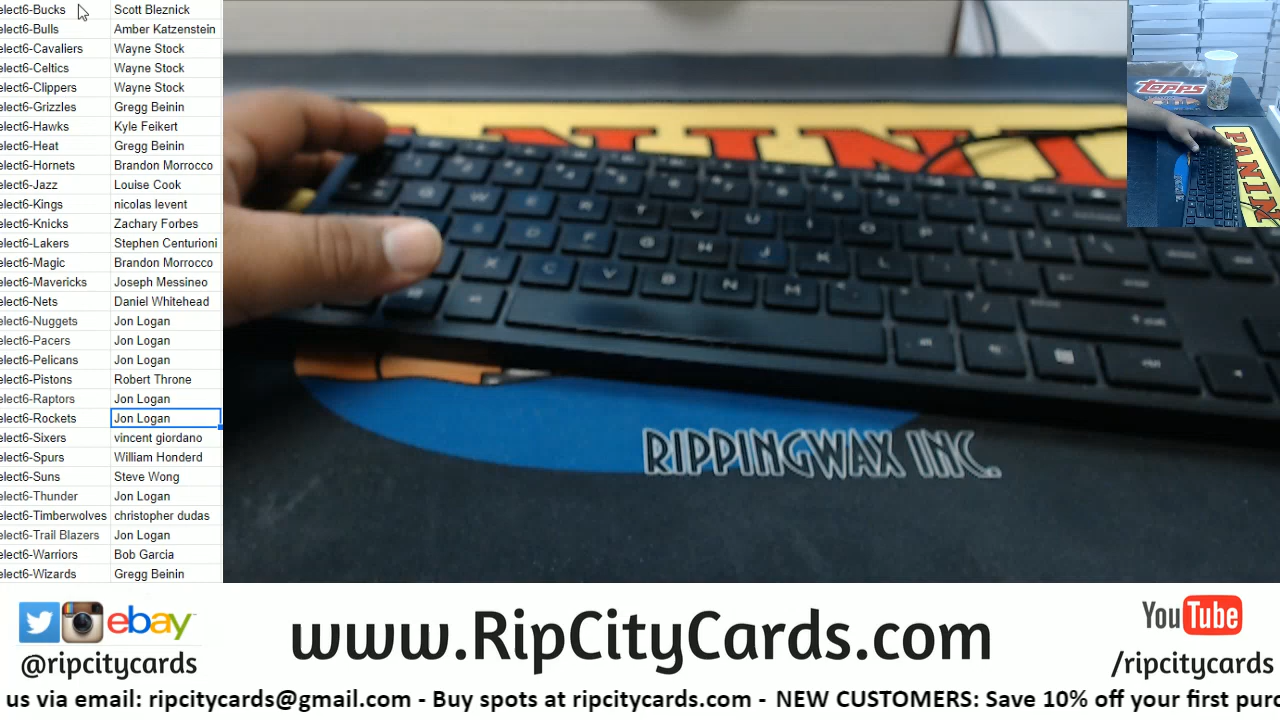 elect6-Bucks Scott Bleznick
elect6-Bulls Amber Katzenstein
elect6-Cavaliers Wayne Stock
elect6-Celtics Wayne Stock
elect6-Clippers Wayne Stock
elect6-Grizzles Gregg Beinin
elect6-Hawks Kyle Feikert
elect6-Heat Gregg Beinin
elect6-Hornets Brandon Morrocco
elect6-Jazz Louise Cook
elect6-Kings nicolas levent
elect6-Knicks Zachary Forbes
elect6-Lakers Stephen Centurioni
elect6-Magic Brandon Morrocco
elect6-Mavericks Joseph Messineo
elect6-Nets Daniel Whitehead
elect6-Nuggets Jon Logan
elect6-Pacers Jon Logan
elect6-Pelicans Jon Logan
elect6-Pistons Robert Throne
elect6-Raptors Jon Logan
elect6-Rockets Jon Logan
elect6-Sixers vincent giordano
elect6-Spurs William Honderd
elect6-Suns Steve Wong
elect6-Thunder Jon Logan
elect6-Timberwolves christopher dudas
elect6-Trail Blazers Jon Logan
elect6-Warriors Bob Garcia
elect6-Wizards Gregg Beinin
TOPPS
PANINI
RIPPINGWAX INC.
ebay
@ripcitycards
www.RipCityCards.com
YouTube
/ripcitycards
us via email: ripcitycards@gmail.com - Buy spots at ripcitycards.com - NEW CUSTOMERS: Save 10% off your first purc